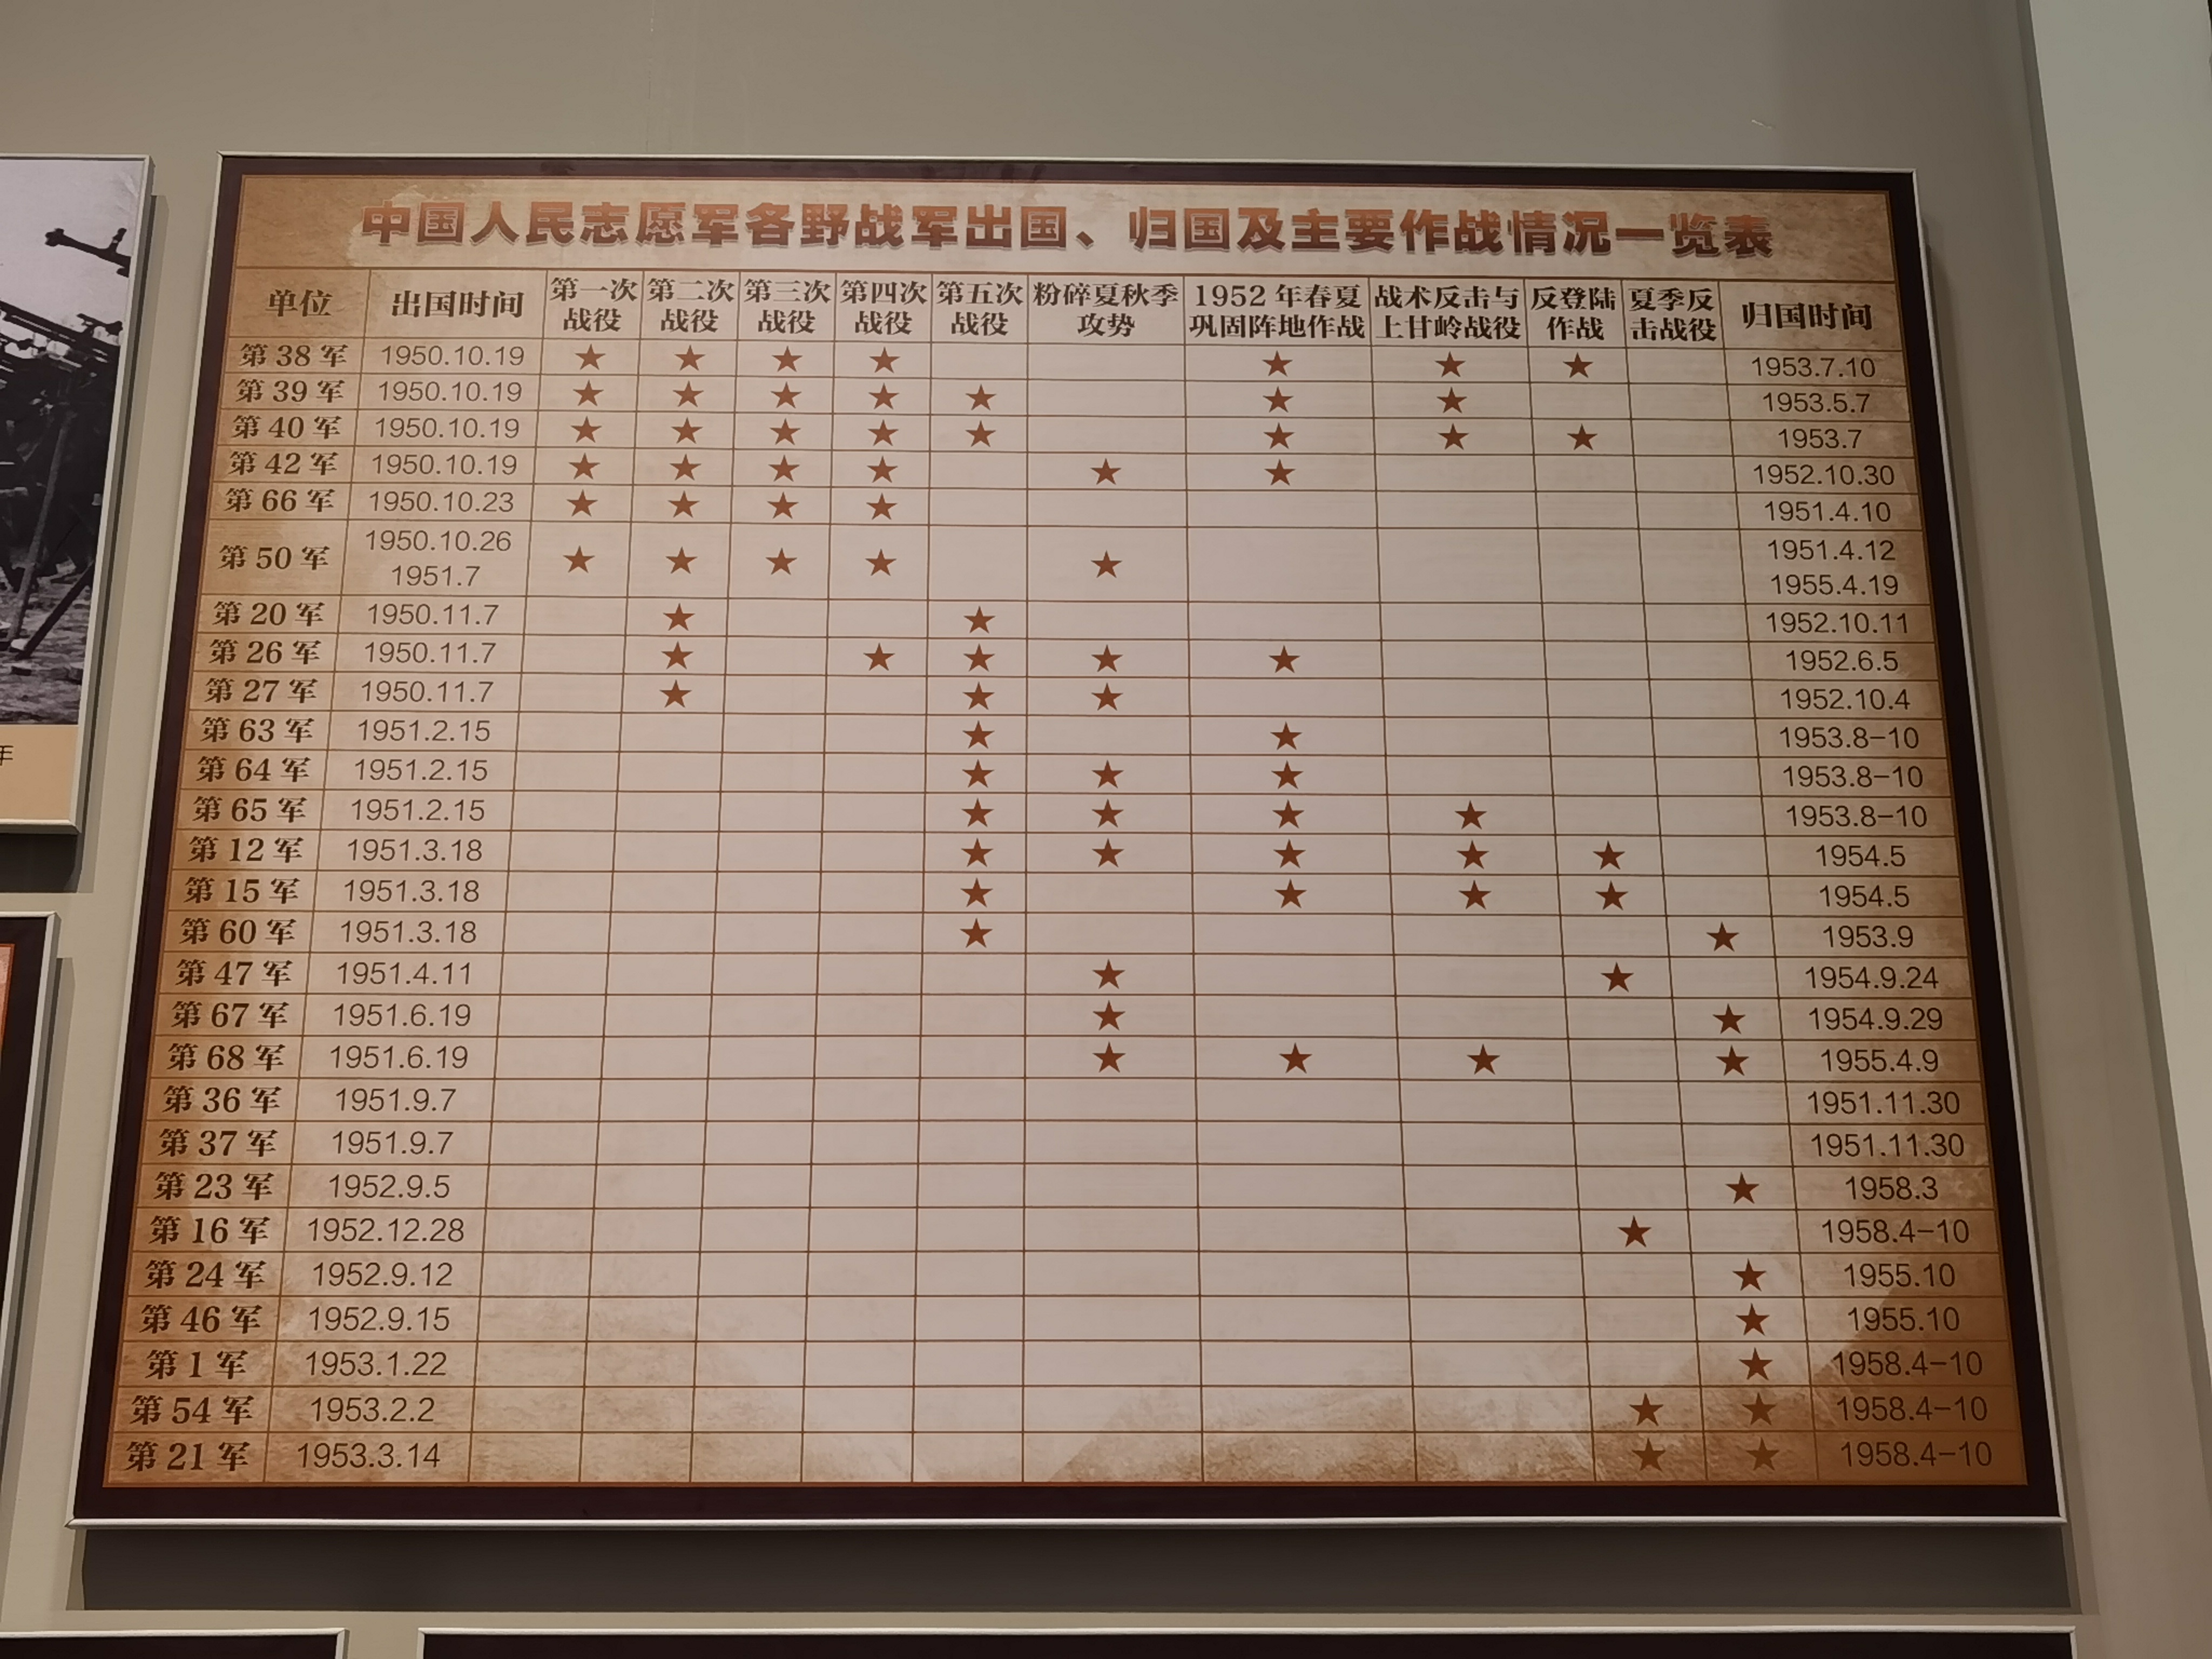 中国人民志愿军各野战军出国、归国及主要作战情况一览表
单位 出国时间 第一次战役 第二次战役 第三次战役 第四次战役 第五次战役 粉碎夏秋季攻势 1952年春夏巩固阵地作战 战术反击与上甘岭战役 反登陆作战 夏季反击战役 归国时间
第38军 1950.10.19 ★ ★ ★ ★ ★ ★ ★ 1953.7.10
第39军 1950.10.19 ★ ★ ★ ★ ★ ★ ★ 1953.5.7
第40军 1950.10.19 ★ ★ ★ ★ ★ ★ ★ ★ 1953.7
第42军 1950.10.19 ★ ★ ★ ★ ★ ★ 1952.10.30
第66军 1950.10.23 ★ ★ ★ ★ 1951.4.10
第50军 1950.10.26 1951.7 ★ ★ ★ ★ ★ 1951.4.12 1955.4.19
第20军 1950.11.7 ★ ★ 1952.10.11
第26军 1950.11.7 ★ ★ ★ ★ ★ 1952.6.5
第27军 1950.11.7 ★ ★ ★ 1952.10.4
第63军 1951.2.15 ★ ★ 1953.8-10
第64军 1951.2.15 ★ ★ ★ 1953.8-10
第65军 1951.2.15 ★ ★ ★ ★ 1953.8-10
第12军 1951.3.18 ★ ★ ★ ★ ★ 1954.5
第15军 1951.3.18 ★ ★ ★ ★ 1954.5
第60军 1951.3.18 ★ ★ 1953.9
第47军 1951.4.11 ★ ★ 1954.9.24
第67军 1951.6.19 ★ ★ 1954.9.29
第68军 1951.6.19 ★ ★ ★ ★ 1955.4.9
第36军 1951.9.7 1951.11.30
第37军 1951.9.7 1951.11.30
第23军 1952.9.5 ★ 1958.3
第16军 1952.12.28 ★ 1958.4-10
第24军 1952.9.12 ★ 1955.10
第46军 1952.9.15 ★ 1955.10
第1军 1953.1.22 ★ 1958.4-10
第54军 1953.2.2 ★ ★ 1958.4-10
第21军 1953.3.14 ★ ★ 1958.4-10
年